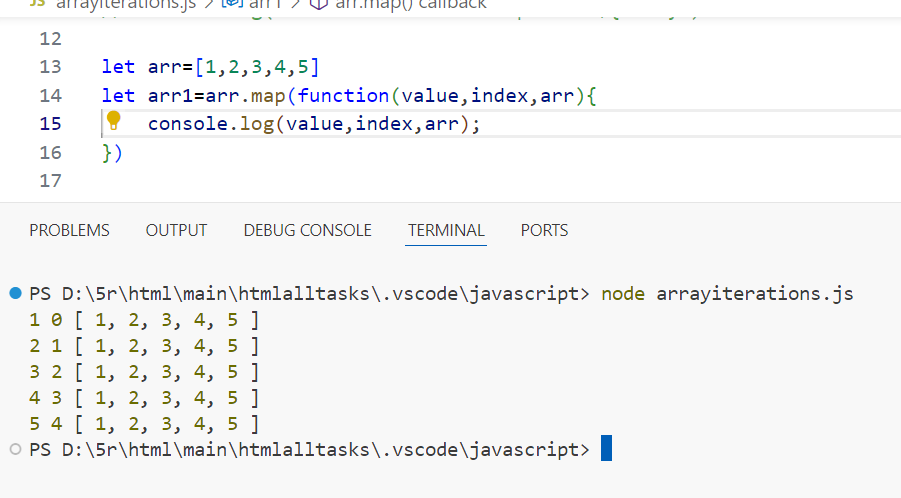 JS arrayiterations.js > arr1 > arr.map() callback
12
13 let arr=[1,2,3,4,5]
14 let arr1=arr.map(function(value,index,arr){
15 console.log(value,index,arr);
16 })
17
PROBLEMS OUTPUT DEBUG CONSOLE TERMINAL PORTS
PS D:\5r\html\main\htmlalltasks\.vscode\javascript> node arrayiterations.js
1 0 [ 1, 2, 3, 4, 5 ]
2 1 [ 1, 2, 3, 4, 5 ]
3 2 [ 1, 2, 3, 4, 5 ]
4 3 [ 1, 2, 3, 4, 5 ]
5 4 [ 1, 2, 3, 4, 5 ]
PS D:\5r\html\main\htmlalltasks\.vscode\javascript>